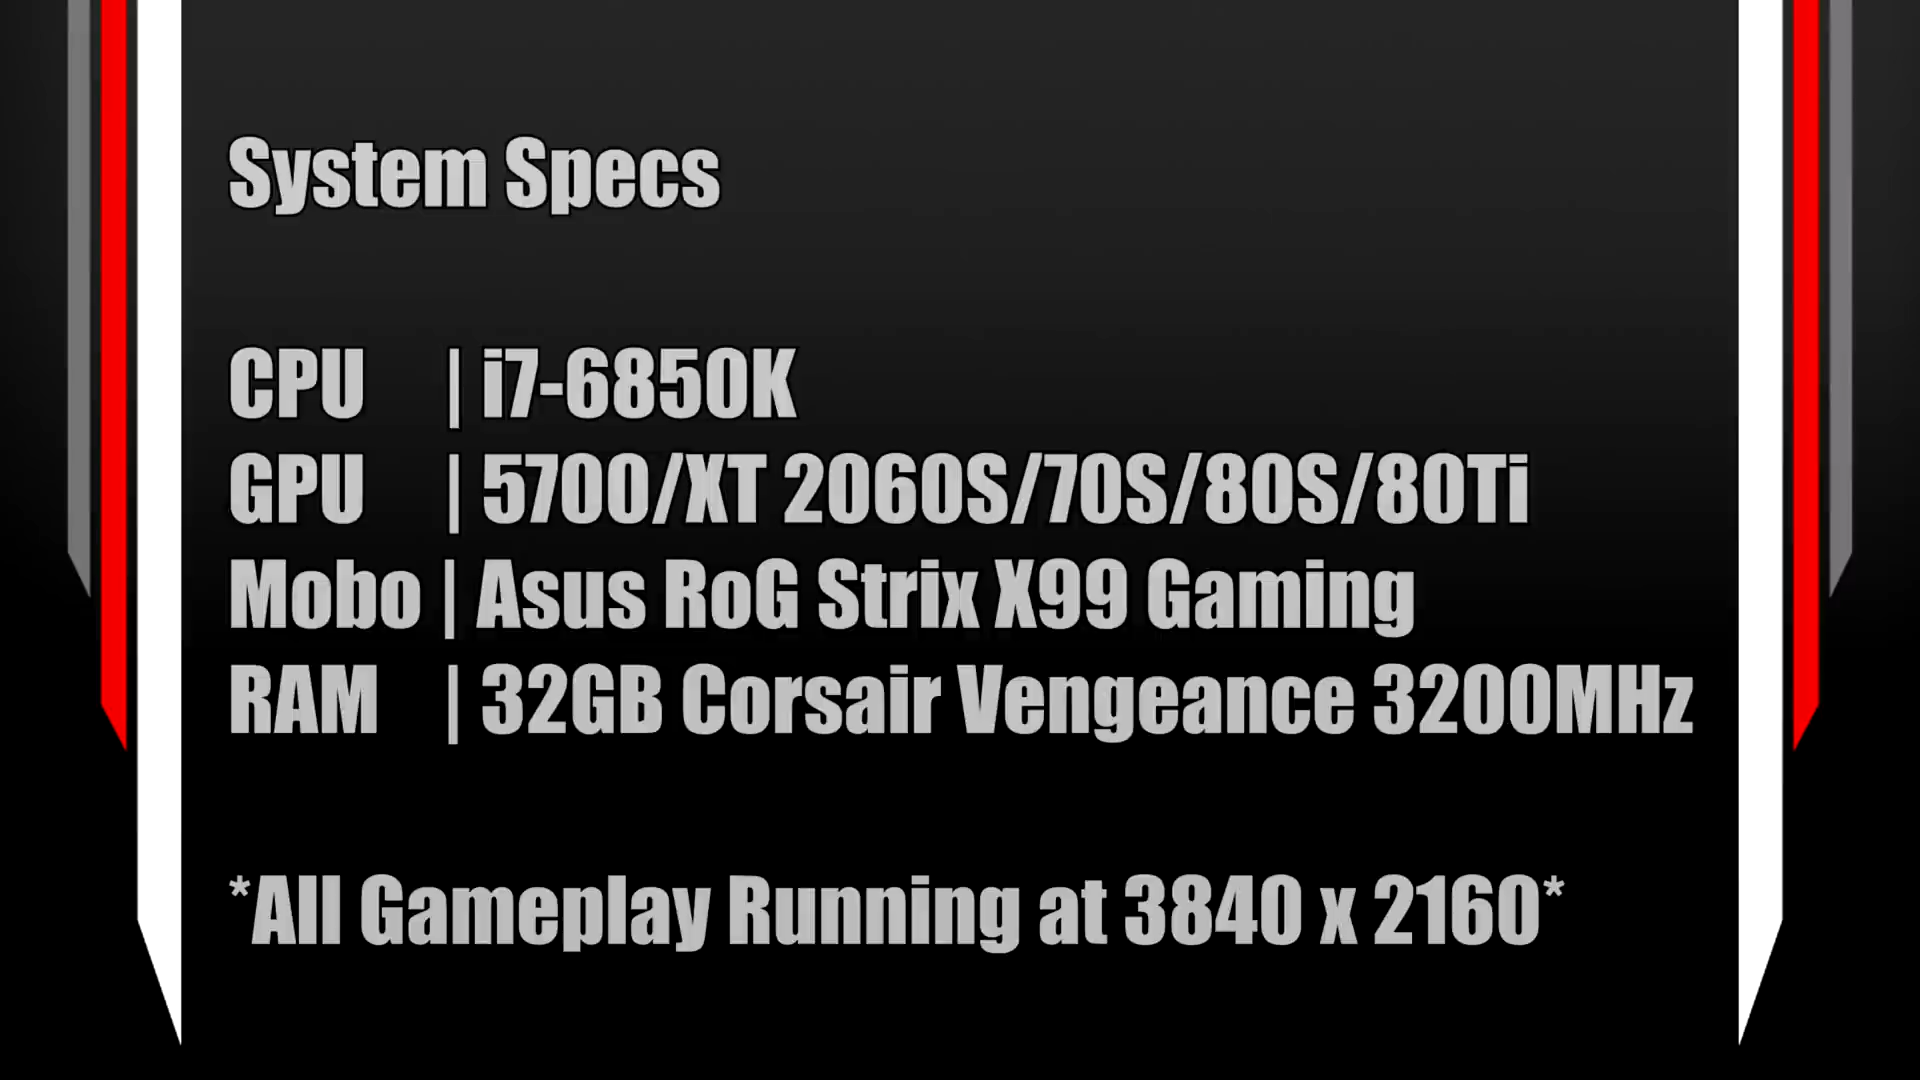 System Specs
CPU | i7-6850K
GPU | 5700/XT 2060S/70S/80S/80Ti
Mobo | Asus RoG Strix X99 Gaming
RAM | 32GB Corsair Vengeance 3200MHz
*All Gameplay Running at 3840 x 2160*